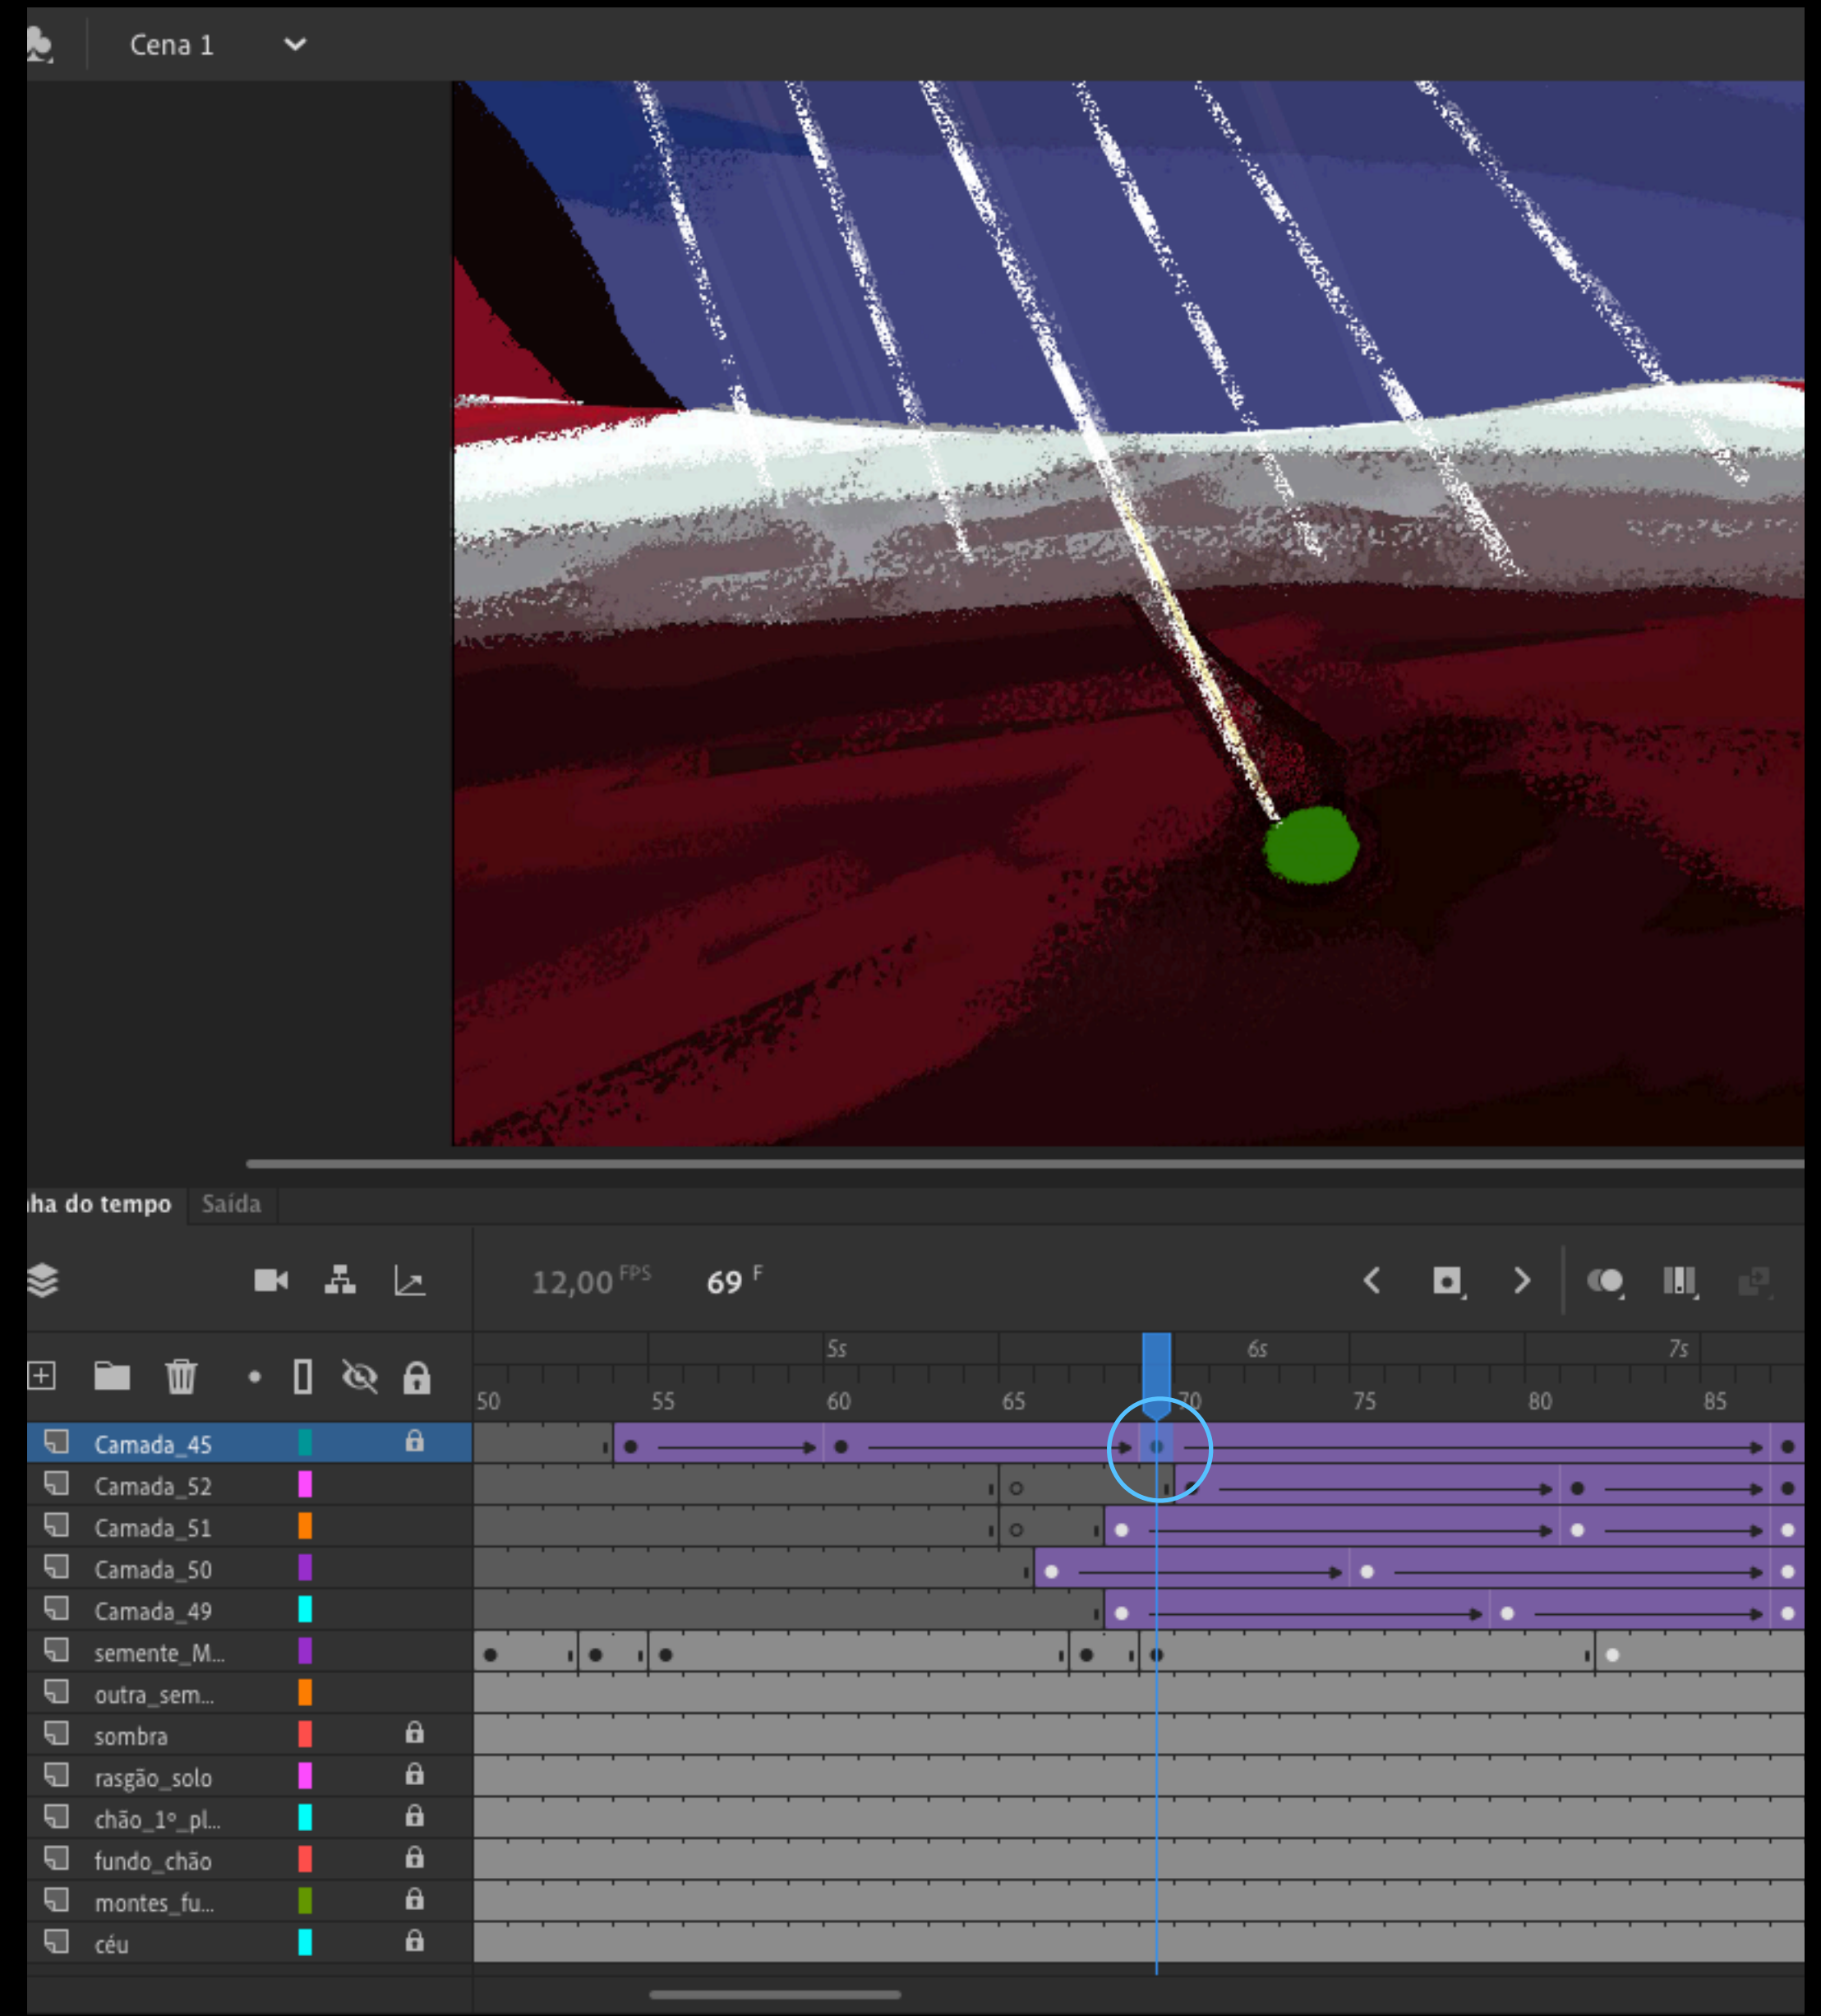 Cena 1
nha do tempo Saída
12,00 FPS 69 F
5s 6s 7s
50 55 60 65 70 75 80 85
Camada_45
Camada_52
Camada_51
Camada_50
Camada_49
semente_M...
outra_sem...
sombra
rasgão_solo
chão_1º_pl...
fundo_chão
montes_fu...
céu